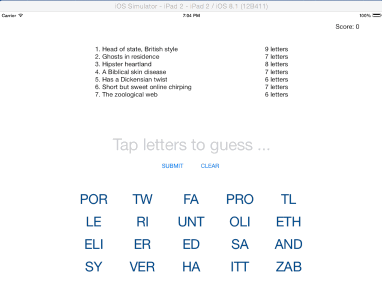 iOS Simulator - iPad 2 - iPad 2 / iOS 8.1 (12B411)
Carrier 7:04 PM 100%
Score: 0
1. Head of state, British style 9 letters
2. Ghosts in residence 7 letters
3. Hipster heartland 8 letters
4. A Biblical skin disease 7 letters
5. Has a Dickensian twist 6 letters
6. Short but sweet online chirping 7 letters
7. The zoological web 6 letters
Tap letters to guess ...
SUBMIT CLEAR
POR TW FA PRO TL
LE RI UNT OLI ETH
ELI ER ED SA AND
SY VER HA ITT ZAB